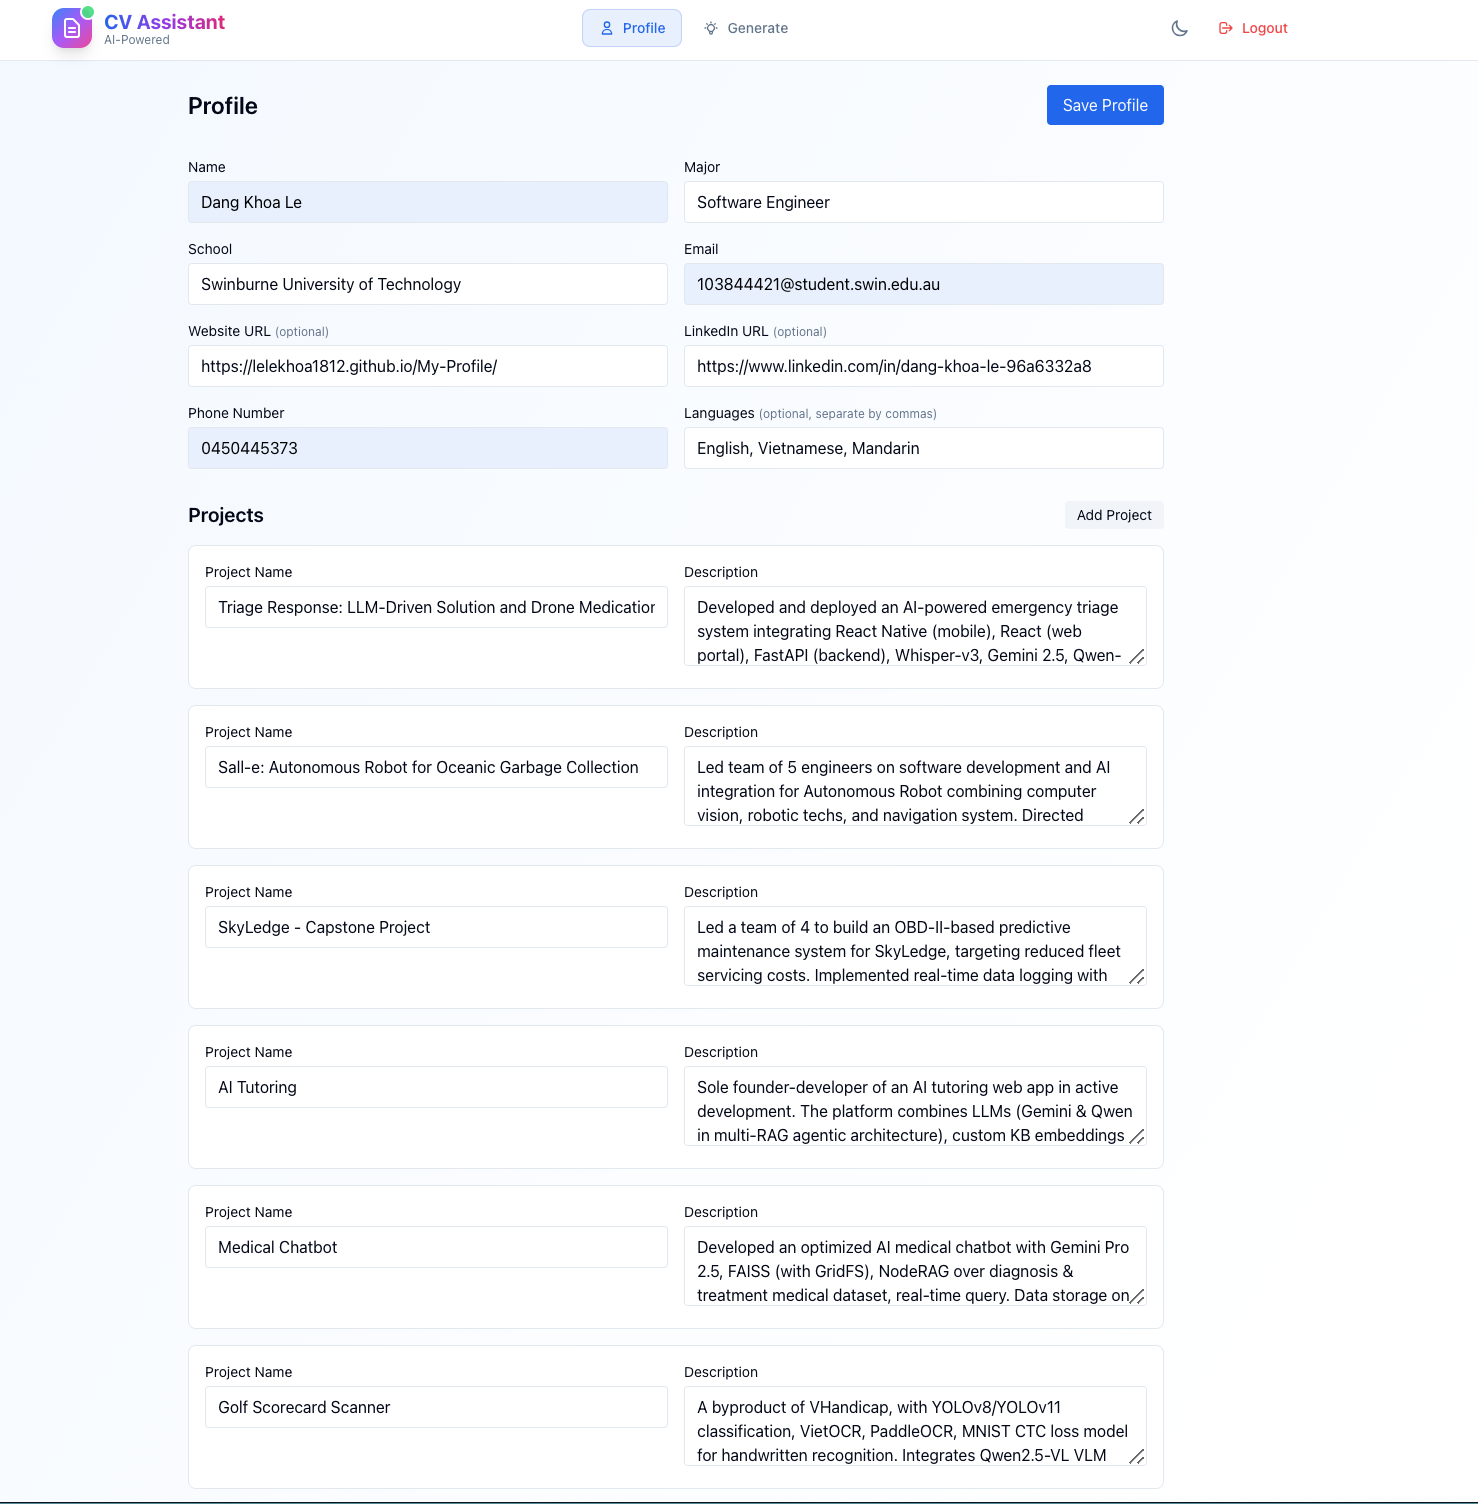 CV Assistant
AI-Powered
Profile
Generate
Logout
Profile
Save Profile
Name
Major
Dang Khoa Le
Software Engineer
School
Email
Swinburne University of Technology
103844421@student.swin.edu.au
Website URL (optional)
LinkedIn URL (optional)
https://lelekhoa1812.github.io/My-Profile/
https://www.linkedin.com/in/dang-khoa-le-96a6332a8
Phone Number
Languages (optional, separate by commas)
0450445373
English, Vietnamese, Mandarin
Projects
Add Project
Project Name
Description
Triage Response: LLM-Driven Solution and Drone Medication
Developed and deployed an AI-powered emergency triage
system integrating React Native (mobile), React (web
portal), FastAPI (backend), Whisper-v3, Gemini 2.5, Qwen-
Project Name
Description
Sall-e: Autonomous Robot for Oceanic Garbage Collection
Led team of 5 engineers on software development and AI
integration for Autonomous Robot combining computer
vision, robotic techs, and navigation system. Directed
Project Name
Description
SkyLedge - Capstone Project
Led a team of 4 to build an OBD-II-based predictive
maintenance system for SkyLedge, targeting reduced fleet
servicing costs. Implemented real-time data logging with
Project Name
Description
AI Tutoring
Sole founder-developer of an AI tutoring web app in active
development. The platform combines LLMs (Gemini & Qwen
in multi-RAG agentic architecture), custom KB embeddings
Project Name
Description
Medical Chatbot
Developed an optimized AI medical chatbot with Gemini Pro
2.5, FAISS (with GridFS), NodeRAG over diagnosis &
treatment medical dataset, real-time query. Data storage on
Project Name
Description
Golf Scorecard Scanner
A byproduct of VHandicap, with YOLOv8/YOLOv11
classification, VietOCR, PaddleOCR, MNIST CTC loss model
for handwritten recognition. Integrates Qwen2.5-VL VLM